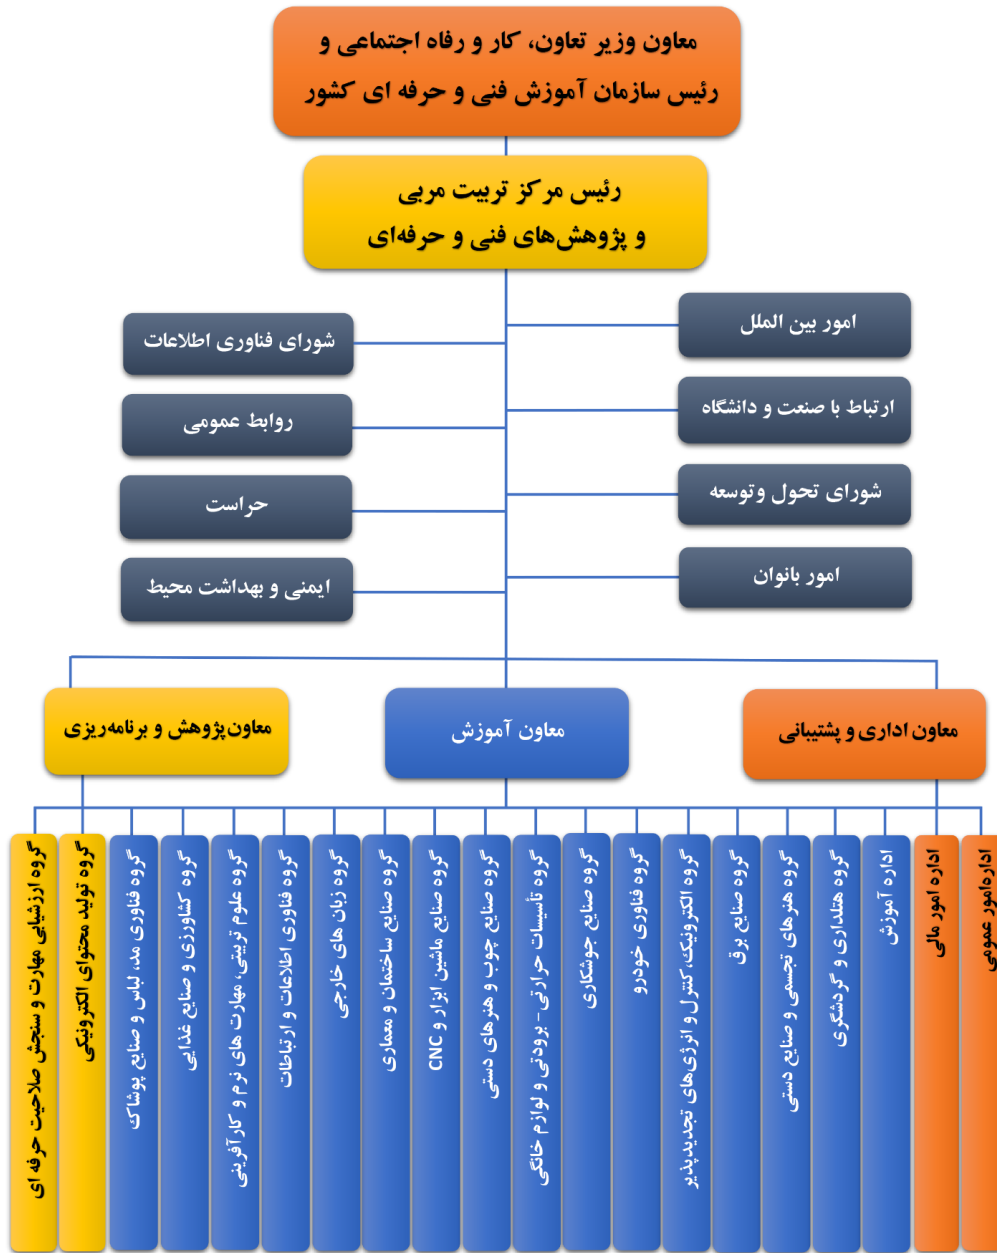 معاون وزیر تعاون، کار و رفاه اجتماعی و
رئیس سازمان آموزش فنی و حرفه ای کشور
رئیس مرکز تربیت مربی
و پژوهش‌های فنی و حرفه‌ای
امور بین الملل
شورای فناوری اطلاعات
ارتباط با صنعت و دانشگاه
روابط عمومی
شورای تحول وتوسعه
حراست
امور بانوان
ایمنی و بهداشت محیط
معاون اداری و پشتیبانی
معاون آموزش
معاون‌پژوهش و برنامه‌ریزی
اداره‌امور عمومی
اداره امور مالی
اداره آموزش
گروه هتلداری و گردشگری
گروه هنرهای تجسمی و صنایع دستی
گروه صنایع برق
گروه الکترونیک، کنترل و انرژی‌های تجدیدپذیر
گروه فناوری خودرو
گروه صنایع جوشکاری
گروه تأسیسات حرارتی- برودتی و لوازم خانگی
گروه صنایع چوب و هنرهای دستی
گروه صنایع ماشین ابزار و CNC
گروه صنایع ساختمان و معماری
گروه زبان های خارجی
گروه فناوری اطلاعات و ارتباطات
گروه علوم تربیتی، مهارت های نرم و کارآفرینی
گروه کشاورزی و صنایع غذایی
گروه فناوری مد، لباس و صنایع پوشاک
گروه تولید محتوای الکترونیکی
گروه ارزشیابی مهارت و سنجش صلاحیت حرفه ای